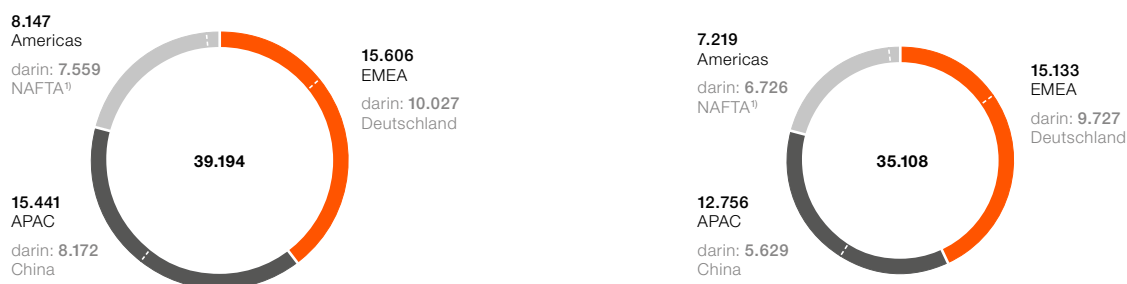 8.147
Americas
darin: 7.559
NAFTA¹⁾
15.606
EMEA
darin: 10.027
Deutschland
39.194
15.441
APAC
darin: 8.172
China
7.219
Americas
darin: 6.726
NAFTA¹⁾
15.133
EMEA
darin: 9.727
Deutschland
35.108
12.756
APAC
darin: 5.629
China